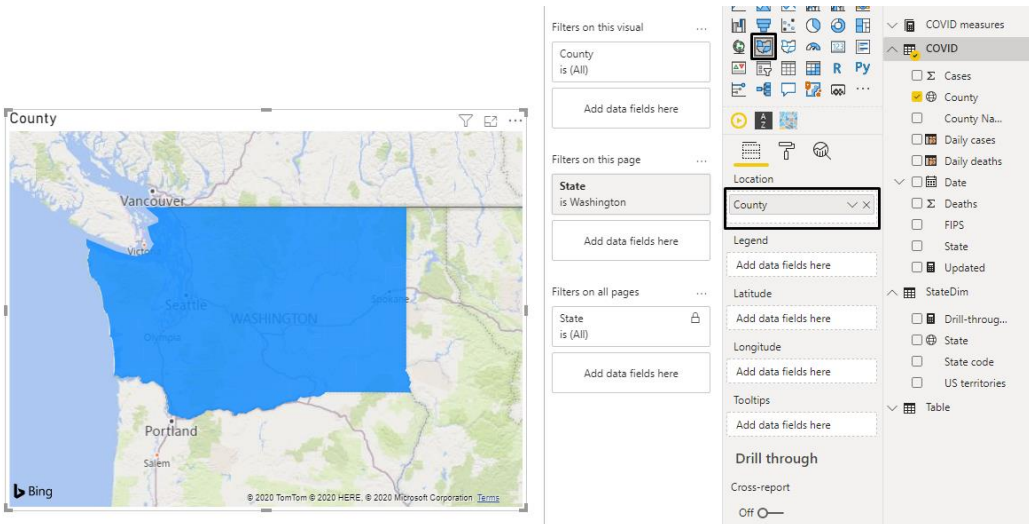 County
Vancouver
Victo
Seattle
Spokane
WASHINGTON
Olympia
Portland
Salem
Bing
© 2020 TomTom © 2020 HERE, © 2020 Microsoft Corporation Terms
Filters on this visual ...
County
is (All)
Add data fields here
Filters on this page ...
State
is Washington
Add data fields here
Filters on all pages ...
State
is (All)
Add data fields here
R Py
...
A
Z
Location
County
Legend
Add data fields here
Latitude
Add data fields here
Longitude
Add data fields here
Tooltips
Add data fields here
Drill through
Cross-report
Off
COVID measures
COVID
Σ Cases
County
County Na...
Daily cases
Daily deaths
Date
Σ Deaths
FIPS
State
Updated
StateDim
Drill-throug...
State
State code
US territories
Table